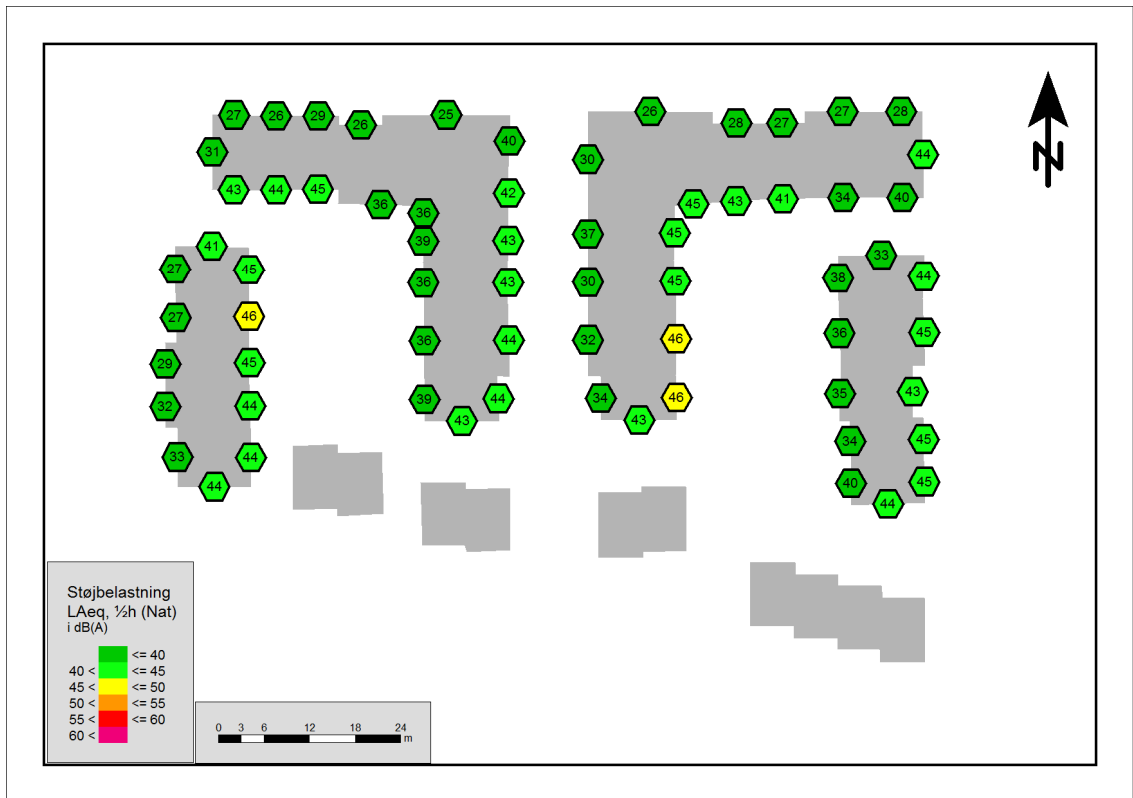 26 28 27 27 28
27 26 29 26 25
40
31 30 44
43 44 45 42
36 36 45 43 41 34 40
39 43 37 45
41 33
27 45 36 43 30 45 38 44
27 46
36 44 32 46 36 45
29 45
32 44 39 44 34 46 35 43
43 43
33 44 34 45
44 40 45
44
N
Støjbelastning
LAeq, ½h (Nat)
i dB(A)
<= 40
40 < <= 45
45 < <= 50
50 < <= 55
55 < <= 60
60 <
0 3 6 12 18 24
m